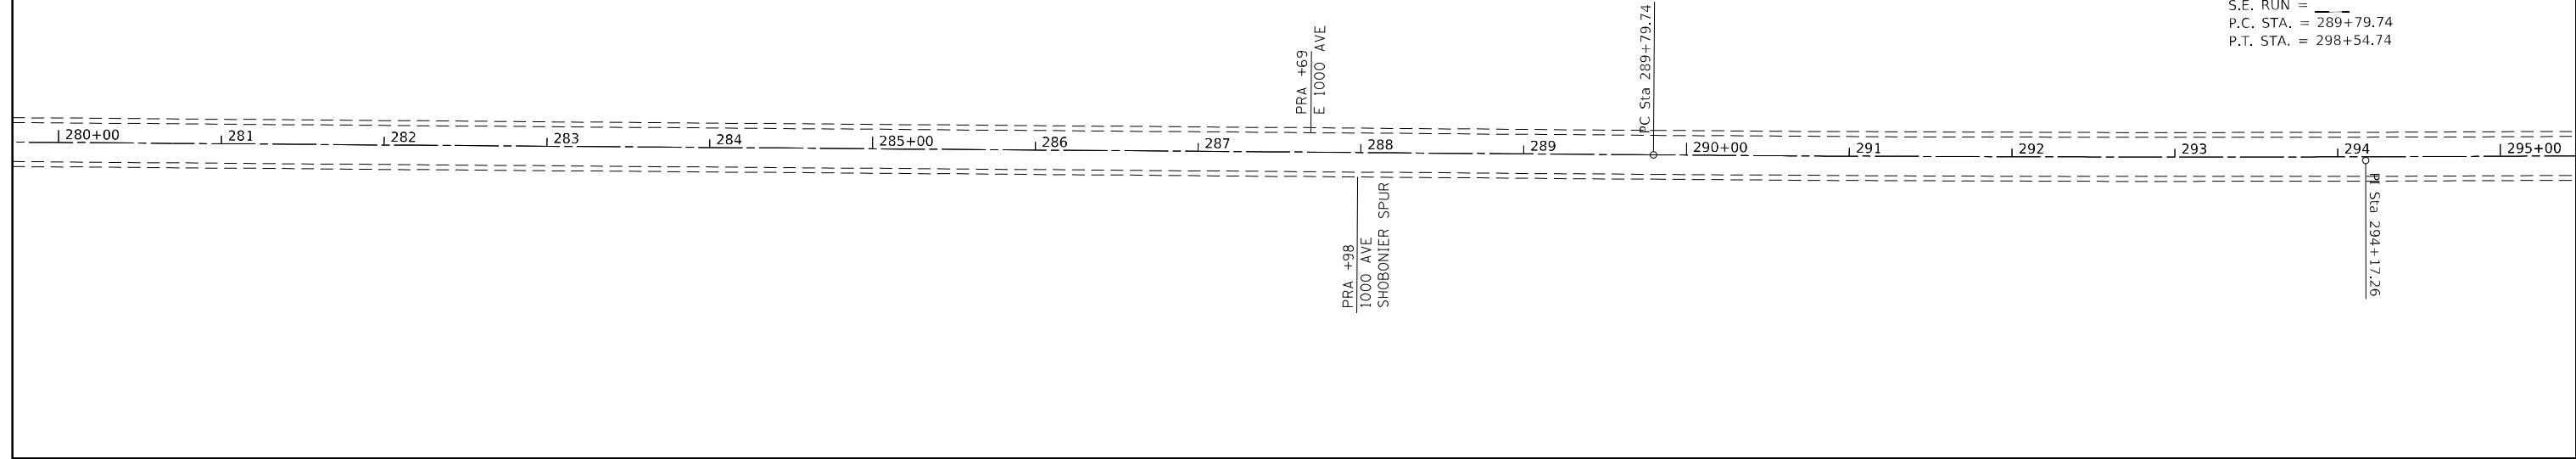 S.E. RUN = ____
P.C. STA. = 289+79.74
P.T. STA. = 298+54.74
PRA +69
E 1000 AVE
PC Sta 289+79.74
280+00
281
282
283
284
285+00
286
287
288
289
290+00
291
292
293
294
295+00
PRA +98
1000 AVE
SHOBONIER SPUR
PI Sta 294+17.26